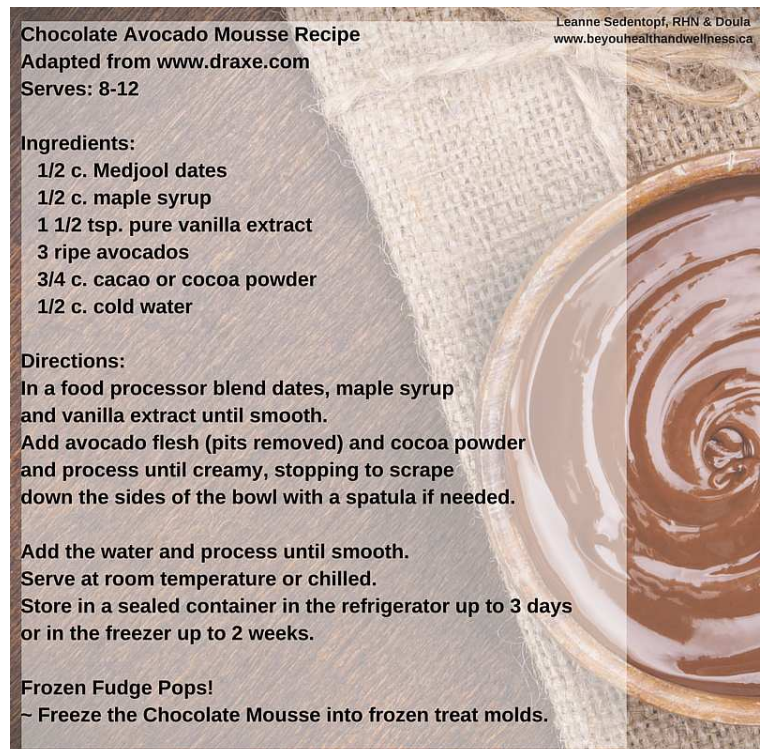 Leanne Sedentopf, RHN & Doula
www.beyouhealthandwellness.ca
Chocolate Avocado Mousse Recipe
Adapted from www.draxe.com
Serves: 8-12
Ingredients:
1/2 c. Medjool dates
1/2 c. maple syrup
1 1/2 tsp. pure vanilla extract
3 ripe avocados
3/4 c. cacao or cocoa powder
1/2 c. cold water
Directions:
In a food processor blend dates, maple syrup
and vanilla extract until smooth.
Add avocado flesh (pits removed) and cocoa powder
and process until creamy, stopping to scrape
down the sides of the bowl with a spatula if needed.
Add the water and process until smooth.
Serve at room temperature or chilled.
Store in a sealed container in the refrigerator up to 3 days
or in the freezer up to 2 weeks.
Frozen Fudge Pops!
~ Freeze the Chocolate Mousse into frozen treat molds.